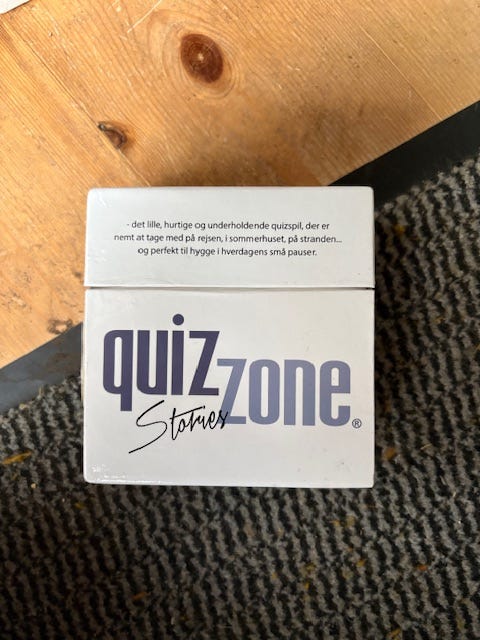 - det lille, hurtige og underholdende quizspil, der er
nemt at tage med på rejsen, i sommerhuset, på stranden...
og perfekt til hygge i hverdagens små pauser.
quizzone®
Stories